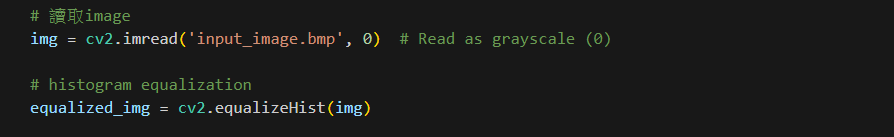 # 讀取image
img = cv2.imread('input_image.bmp', 0)  # Read as grayscale (0)
# histogram equalization
equalized_img = cv2.equalizeHist(img)